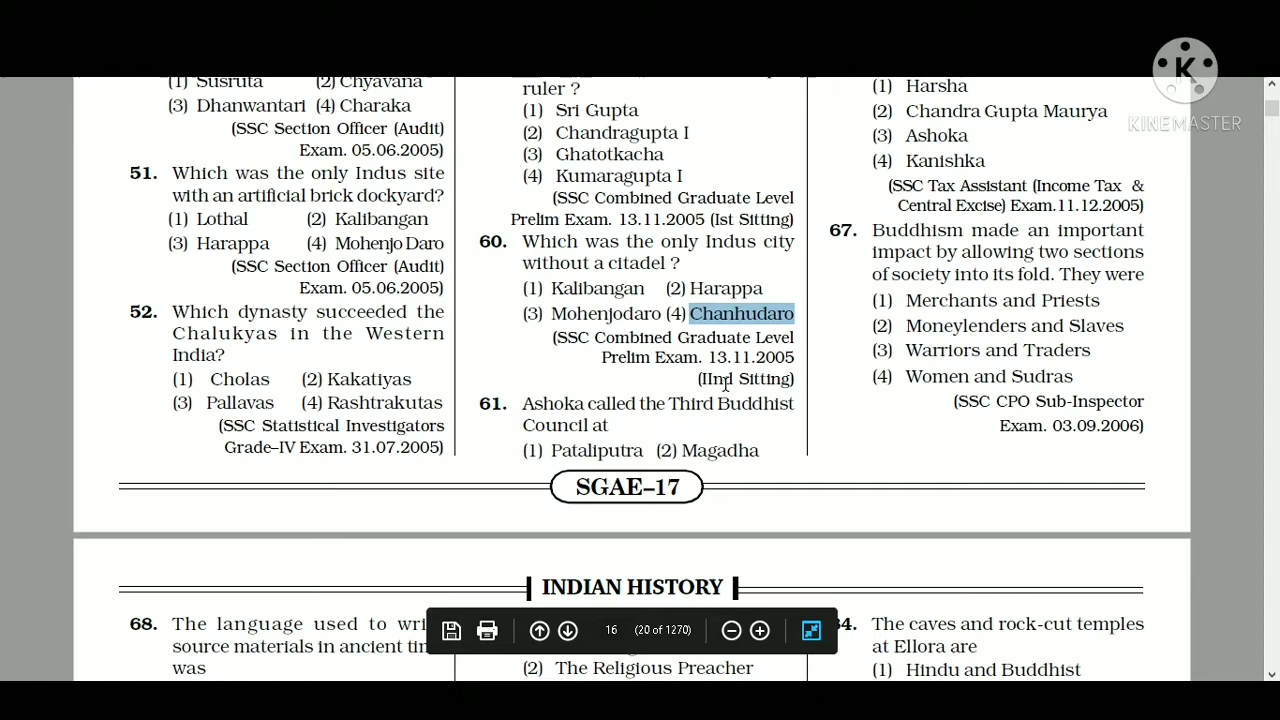 K
KINEMASTER
(1) Susruta (2) Chyavana
(3) Dhanwantari (4) Charaka
(SSC Section Officer (Audit)
Exam. 05.06.2005)
51. Which was the only Indus site
with an artificial brick dockyard?
(1) Lothal (2) Kalibangan
(3) Harappa (4) Mohenjo Daro
(SSC Section Officer (Audit)
Exam. 05.06.2005)
52. Which dynasty succeeded the
Chalukyas in the Western
India?
(1) Cholas (2) Kakatiyas
(3) Pallavas (4) Rashtrakutas
(SSC Statistical Investigators
Grade–IV Exam. 31.07.2005)
ruler ?
(1) Sri Gupta
(2) Chandragupta I
(3) Ghatotkacha
(4) Kumaragupta I
(SSC Combined Graduate Level
Prelim Exam. 13.11.2005 (Ist Sitting)
60. Which was the only Indus city
without a citadel ?
(1) Kalibangan (2) Harappa
(3) Mohenjodaro (4) Chanhudaro
(SSC Combined Graduate Level
Prelim Exam. 13.11.2005
(IInd Sitting)
61. Ashoka called the Third Buddhist
Council at
(1) Pataliputra (2) Magadha
(1) Harsha
(2) Chandra Gupta Maurya
(3) Ashoka
(4) Kanishka
(SSC Tax Assistant (Income Tax &
Central Excise) Exam.11.12.2005)
67. Buddhism made an important
impact by allowing two sections
of society into its fold. They were
(1) Merchants and Priests
(2) Moneylenders and Slaves
(3) Warriors and Traders
(4) Women and Sudras
(SSC CPO Sub-Inspector
Exam. 03.09.2006)
SGAE–17
INDIAN HISTORY
68. The language used to
source materials in ancient
was
(2) The Religious Preacher
The caves and rock-cut temples
at Ellora are
(1) Hindu and Buddhist
16 (20 of 1270)